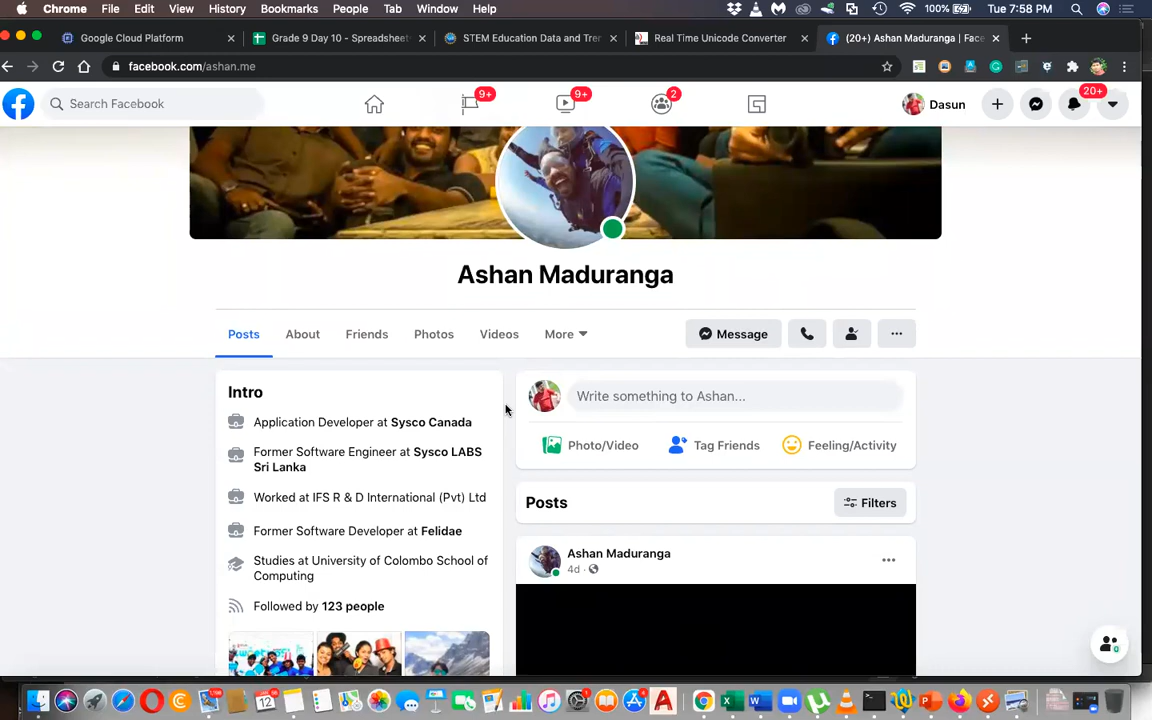 Chrome File Edit View History Bookmarks People Tab Window Help 100% Tue 7:58 PM
Google Cloud Platform Grade 9 Day 10 - Spreadsheet STEM Education Data and Tren Real Time Unicode Converter (20+) Ashan Maduranga | Face
facebook.com/ashan.me
Search Facebook 9+ 9+ 2 Dasun 20+
Ashan Maduranga
Posts About Friends Photos Videos More Message
Intro
Application Developer at Sysco Canada
Former Software Engineer at Sysco LABS
Sri Lanka
Worked at IFS R & D International (Pvt) Ltd
Former Software Developer at Felidae
Studies at University of Colombo School of
Computing
Followed by 123 people
Write something to Ashan...
Photo/Video Tag Friends Feeling/Activity
Posts Filters
Ashan Maduranga
4d ·